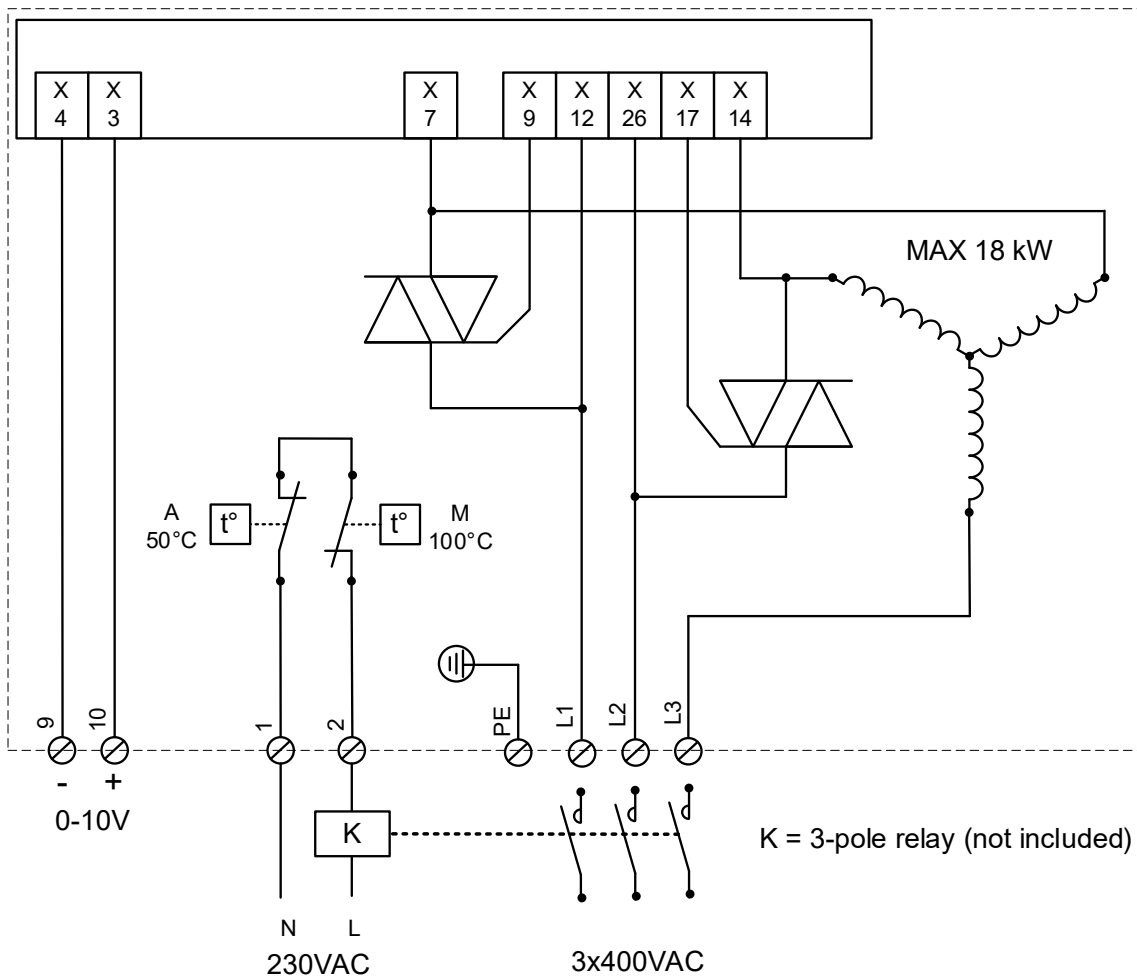 X X X X X X X X
4 3 7 9 12 26 17 14
MAX 18 kW
A
50°C
t°
t°
M
100°C
9
10
1
2
PE
L1
L2
L3
- +
0-10V
K
K = 3-pole relay (not included)
N L
230VAC
3x400VAC